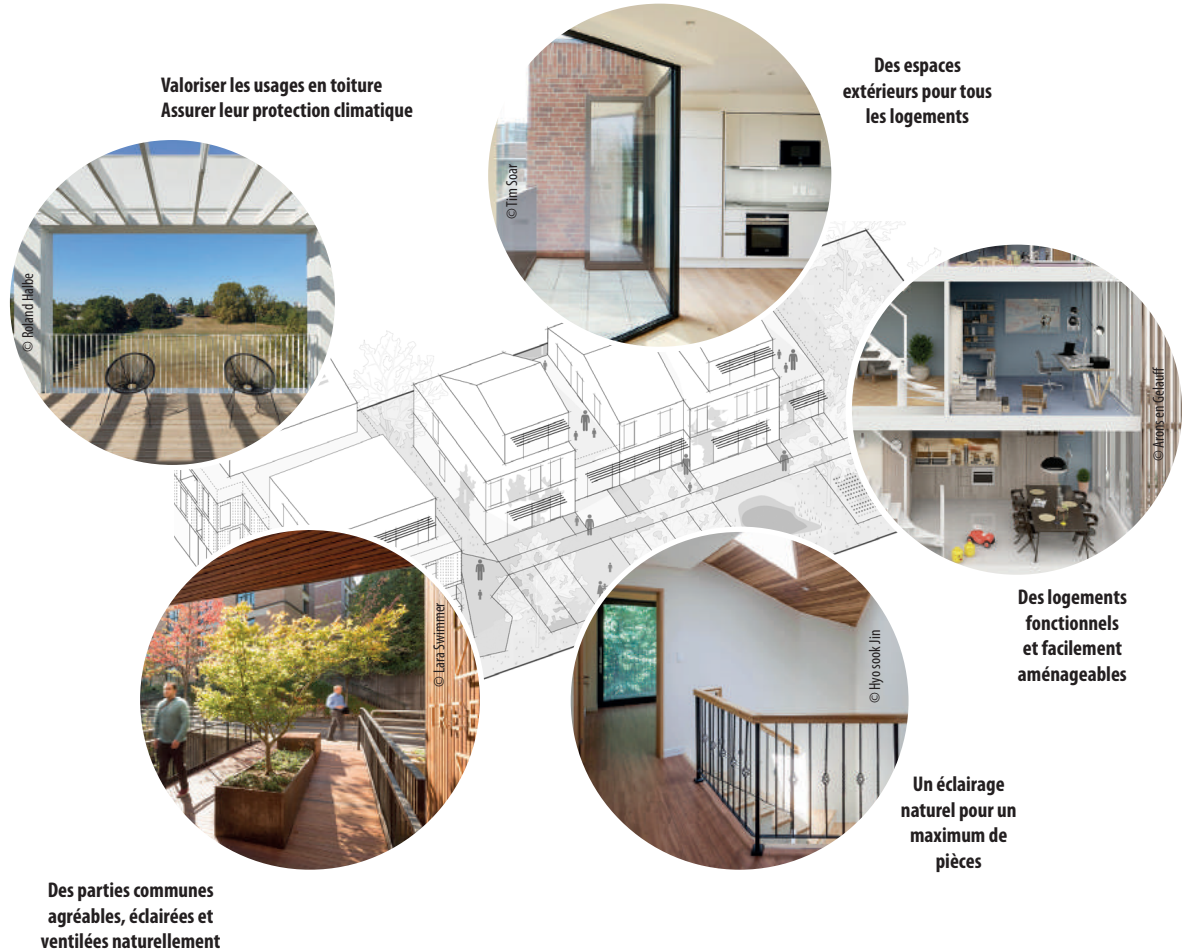 Valoriser les usages en toiture
Assurer leur protection climatique
Des espaces
extérieurs pour tous
les logements
© Tim Soar
© Roland Halbe
© Arons en Gelauff
Des logements
fonctionnels
et facilement
aménageables
© Lara Swimmer
© Hyo sook Jin
Un éclairage
naturel pour un
maximum de
pièces
Des parties communes
agréables, éclairées et
ventilées naturellement